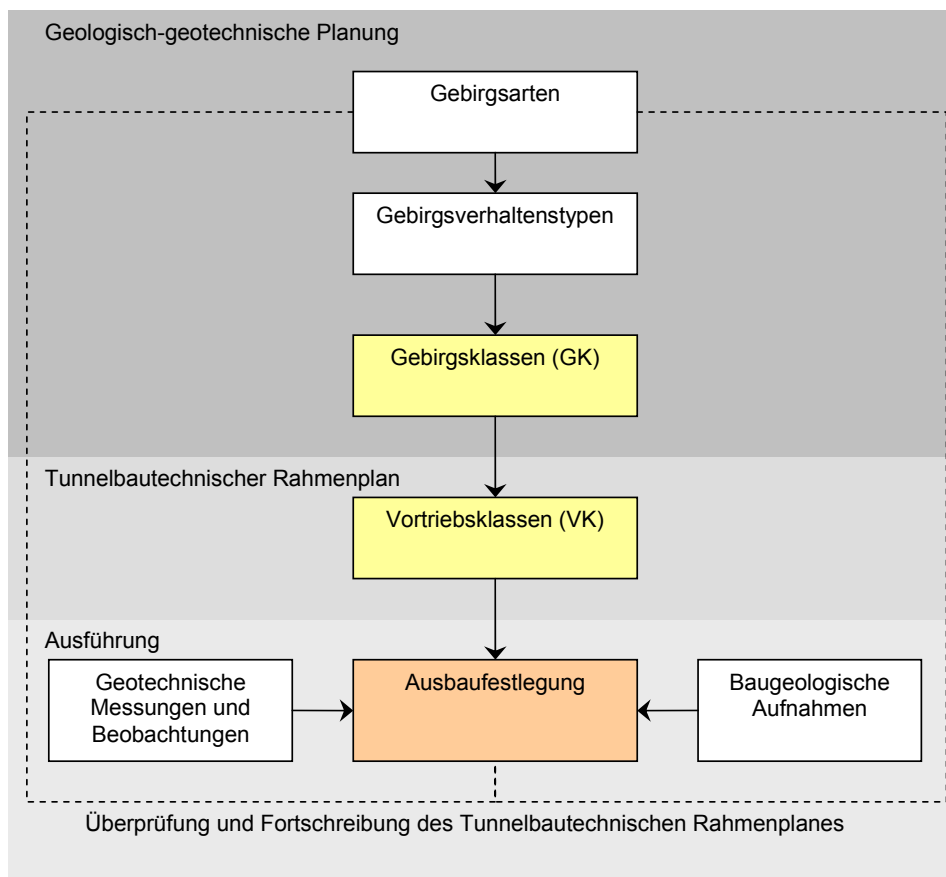 Geologisch-geotechnische Planung
Gebirgsarten
Gebirgsverhaltenstypen
Gebirgsklassen (GK)
Tunnelbautechnischer Rahmenplan
Vortriebsklassen (VK)
Ausführung
Geotechnische
Messungen und
Beobachtungen
Ausbaufestlegung
Baugeologische
Aufnahmen
Überprüfung und Fortschreibung des Tunnelbautechnischen Rahmenplanes